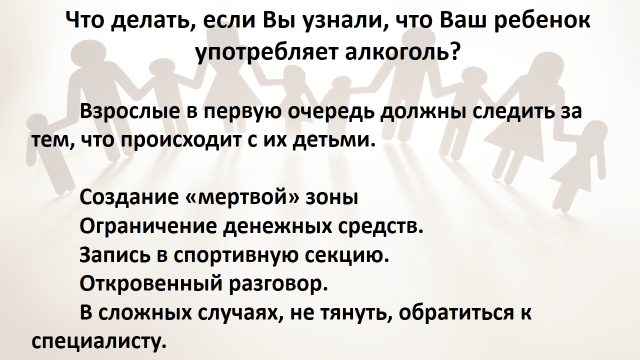 Что делать, если Вы узнали, что Ваш ребенок
употребляет алкоголь?
Взрослые в первую очередь должны следить за
тем, что происходит с их детьми.
Создание «мертвой» зоны
Ограничение денежных средств.
Запись в спортивную секцию.
Откровенный разговор.
В сложных случаях, не тянуть, обратиться к
специалисту.